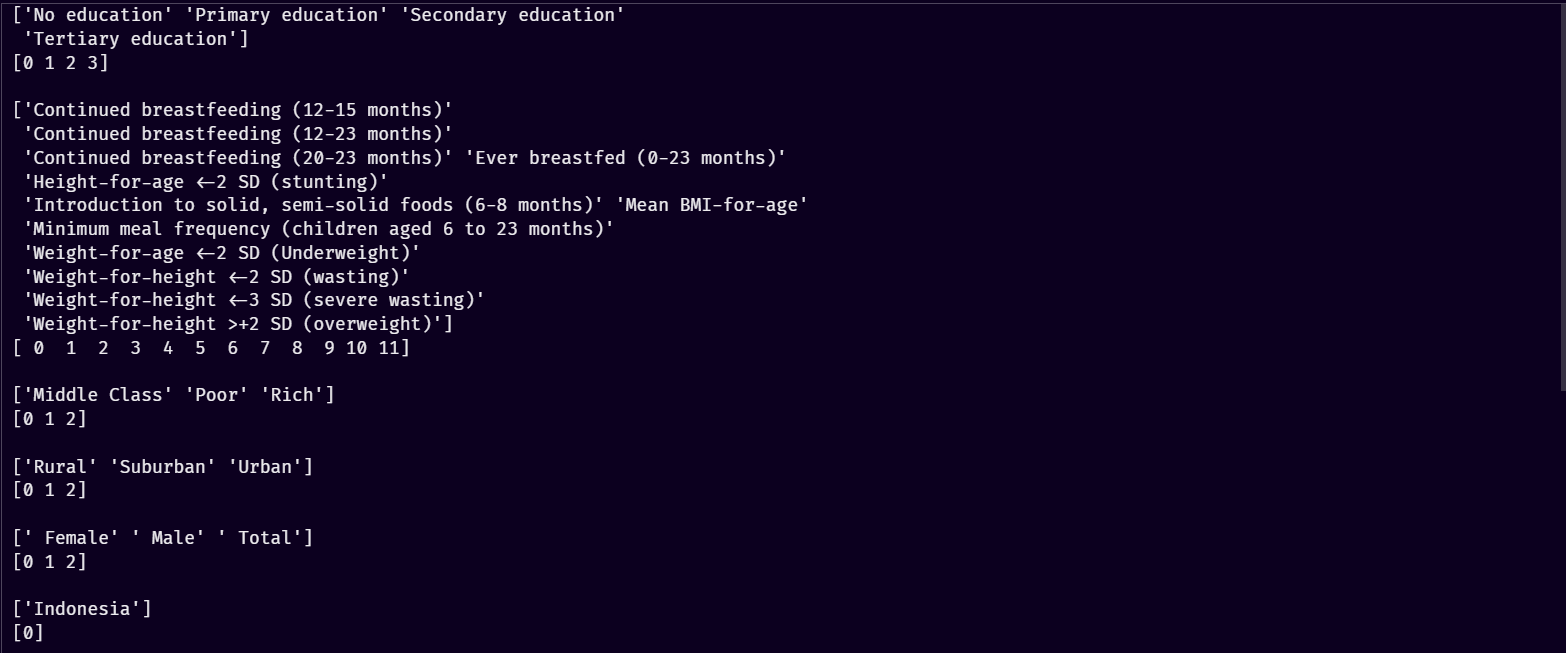 ['No education' 'Primary education' 'Secondary education'
 'Tertiary education']
[0 1 2 3]

['Continued breastfeeding (12-15 months)'
 'Continued breastfeeding (12-23 months)'
 'Continued breastfeeding (20-23 months)' 'Ever breastfed (0-23 months)'
 'Height-for-age <-2 SD (stunting)'
 'Introduction to solid, semi-solid foods (6-8 months)' 'Mean BMI-for-age'
 'Minimum meal frequency (children aged 6 to 23 months)'
 'Weight-for-age <-2 SD (Underweight)'
 'Weight-for-height <-2 SD (wasting)'
 'Weight-for-height <-3 SD (severe wasting)'
 'Weight-for-height >+2 SD (overweight)']
[ 0  1  2  3  4  5  6  7  8  9 10 11]

['Middle Class' 'Poor' 'Rich']
[0 1 2]

['Rural' 'Suburban' 'Urban']
[0 1 2]

[' Female' ' Male' ' Total']
[0 1 2]

['Indonesia']
[0]